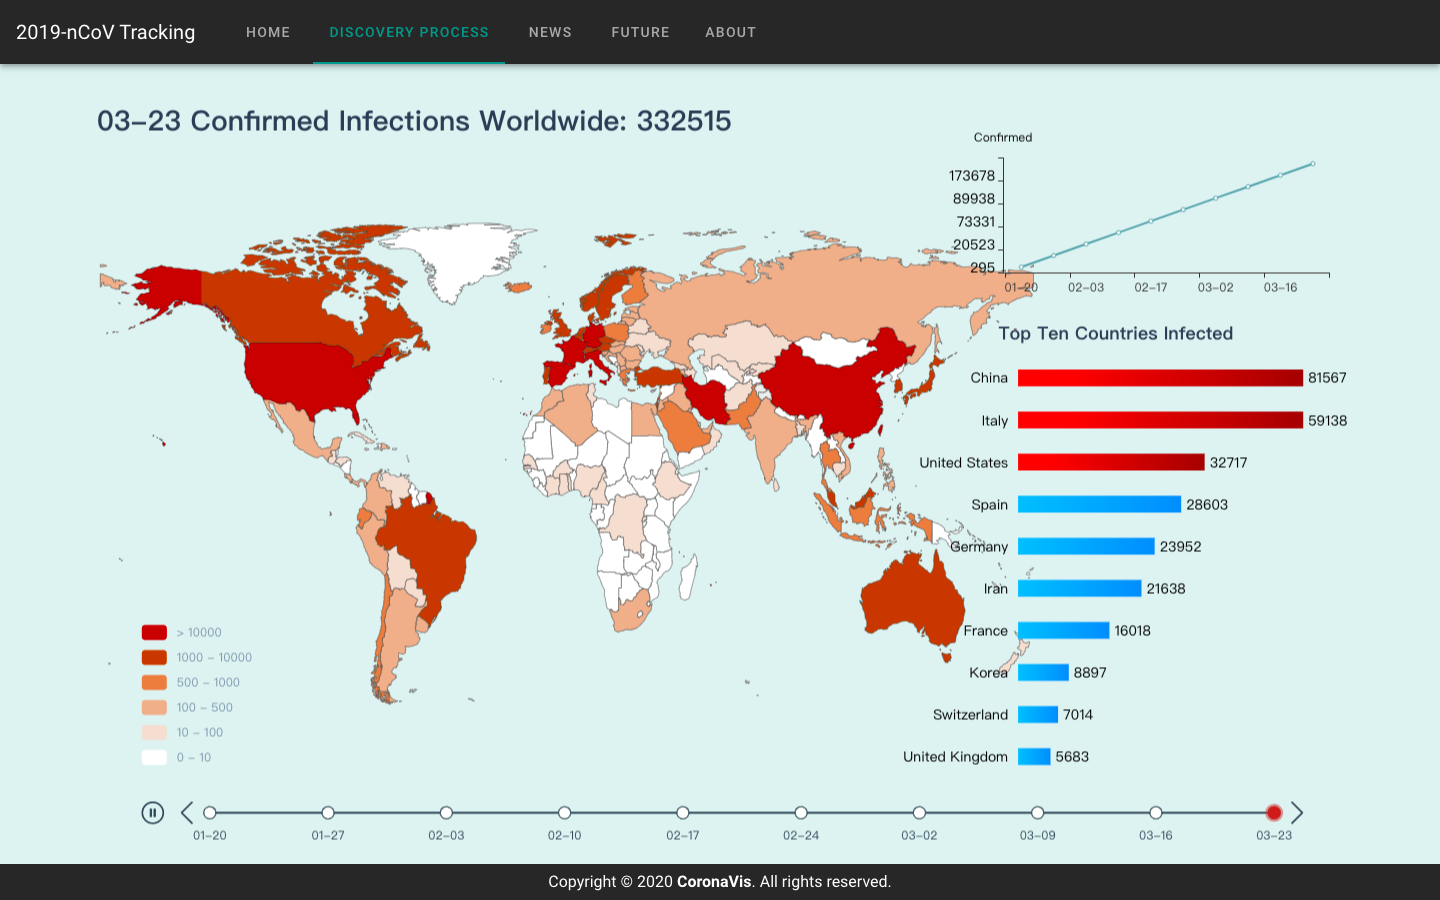 2019-nCoV Tracking
HOME
DISCOVERY PROCESS
NEWS
FUTURE
ABOUT
03-23 Confirmed Infections Worldwide: 332515
Confirmed
173678
89938
73331
20523
295
01-20
02-03
02-17
03-02
03-16
Top Ten Countries Infected
China 81567
Italy 59138
United States 32717
Spain 28603
Germany 23952
Iran 21638
France 16018
Korea 8897
Switzerland 7014
United Kingdom 5683
> 10000
1000 - 10000
500 - 1000
100 - 500
10 - 100
0 - 10
01-20
01-27
02-03
02-10
02-17
02-24
03-02
03-09
03-16
03-23
Copyright © 2020 CoronaVis. All rights reserved.